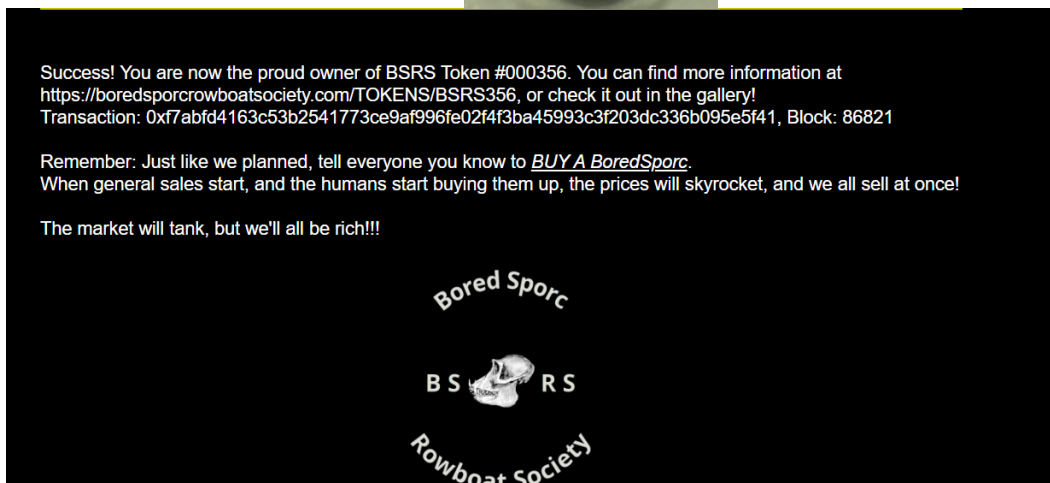 Success! You are now the proud owner of BSRS Token #000356. You can find more information at
https://boredsporcrowboatsociety.com/TOKENS/BSRS356, or check it out in the gallery!
Transaction: 0xf7abfd4163c53b2541773ce9af996fe02f4f3ba45993c3f203dc336b095e5f41, Block: 86821
Remember: Just like we planned, tell everyone you know to BUY A BoredSporc.
When general sales start, and the humans start buying them up, the prices will skyrocket, and we all sell at once!
The market will tank, but we'll all be rich!!!
Bored Sporc
B S R S
Rowboat Society